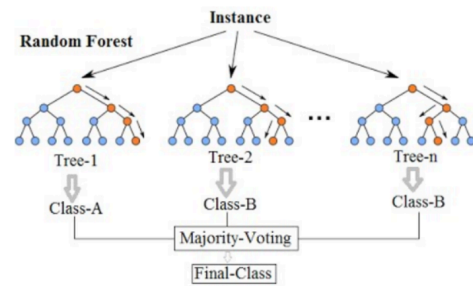 Instance
Random Forest
...
Tree-1
Tree-2
Tree-n
Class-A
Class-B
Class-B
Majority-Voting
Final-Class